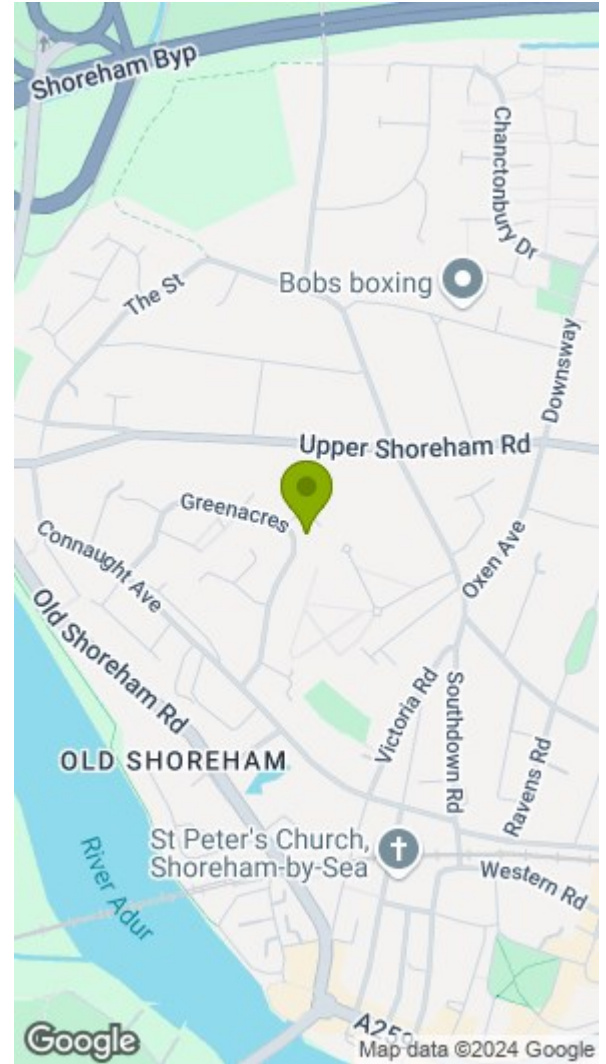 Shoreham Byp
Chanctonbury Dr
Bobs boxing
The St
Downsway
Upper Shoreham Rd
Greenacres
Connaught Ave
Oxen Ave
Old Shoreham Rd
Victoria Rd
Southdown Rd
Ravens Rd
OLD SHOREHAM
St Peter's Church,
Shoreham-by-Sea
River Adur
Western Rd
Google
Map data ©2024 Google